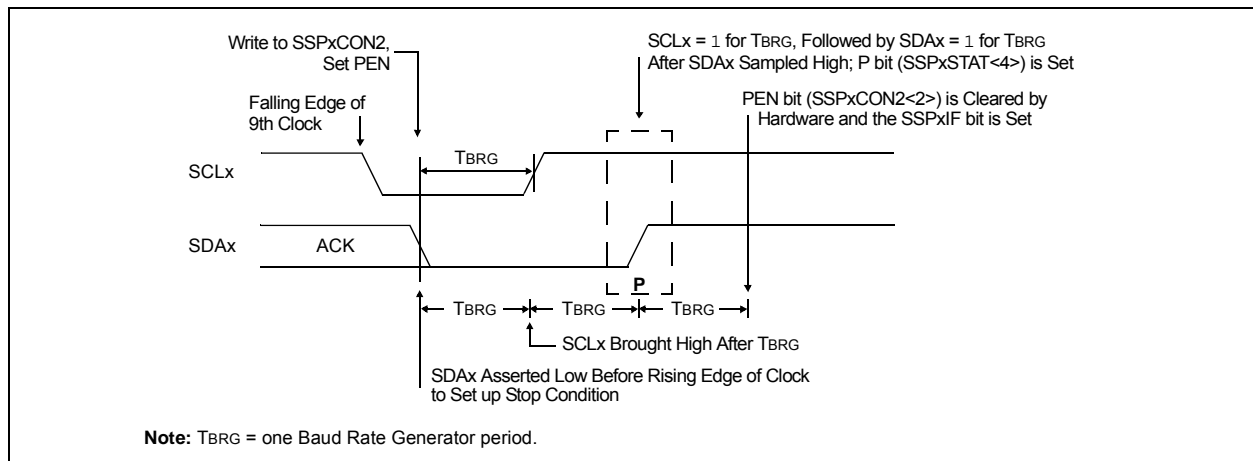 Write to SSPxCON2,
Set PEN
SCLx = 1 for TBRG, Followed by SDAx = 1 for TBRG
After SDAx Sampled High; P bit (SSPxSTAT<4>) is Set
Falling Edge of
9th Clock
PEN bit (SSPxCON2<2>) is Cleared by
Hardware and the SSPxIF bit is Set
SCLx
TBRG
SDAx
ACK
P
TBRG
TBRG
TBRG
SCLx Brought High After TBRG
SDAx Asserted Low Before Rising Edge of Clock
to Set up Stop Condition
Note: TBRG = one Baud Rate Generator period.